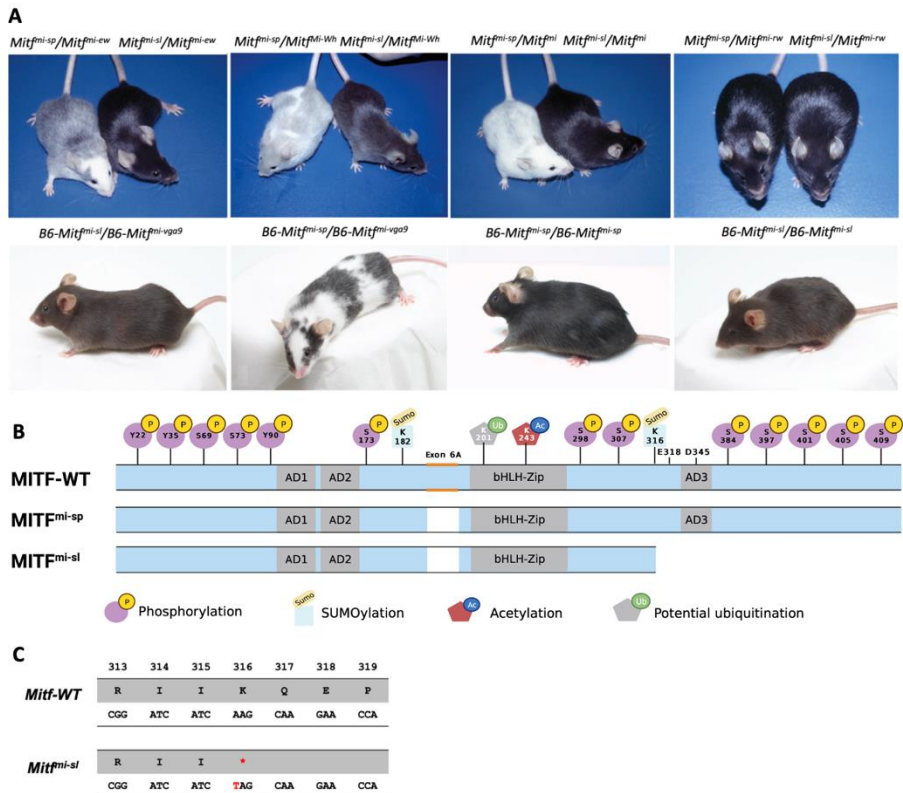 A
Mitfmi-sp/Mitfmi-ew Mitfmi-sl/Mitfmi-ew Mitfmi-sp/MitfMi-Wh Mitfmi-sl/MitfMi-Wh Mitfmi-sp/Mitfmi Mitfmi-sl/Mitfmi Mitfmi-sp/Mitfmi-rw Mitfmi-sl/Mitfmi-rw
B6-Mitfmi-sl/B6-Mitfmi-vga9 B6-Mitfmi-sp/B6-Mitfmi-vga9 B6-Mitfmi-sp/B6-Mitfmi-sp B6-Mitfmi-sl/B6-Mitfmi-sl
B
P P P P P P Sumo Ub Ac P P Sumo P P P P P
Y22 Y35 S69 S73 Y90 S 173 K 182 K 201 K 243 S 298 S 307 K 316 S 384 S 397 S 401 S 405 S 409
Exon 6A E318 D345
MITF-WT AD1 AD2 bHLH-Zip AD3
MITFmi-sp AD1 AD2 bHLH-Zip AD3
MITFmi-sl AD1 AD2 bHLH-Zip
P Phosphorylation Sumo SUMOylation Ac Acetylation Ub Potential ubiquitination
C
313 314 315 316 317 318 319
Mitf-WT R I I K Q E P
CGG ATC ATC AAG CAA GAA CCA
Mitfmi-sl R I I *
CGG ATC ATC TAG CAA GAA CCA